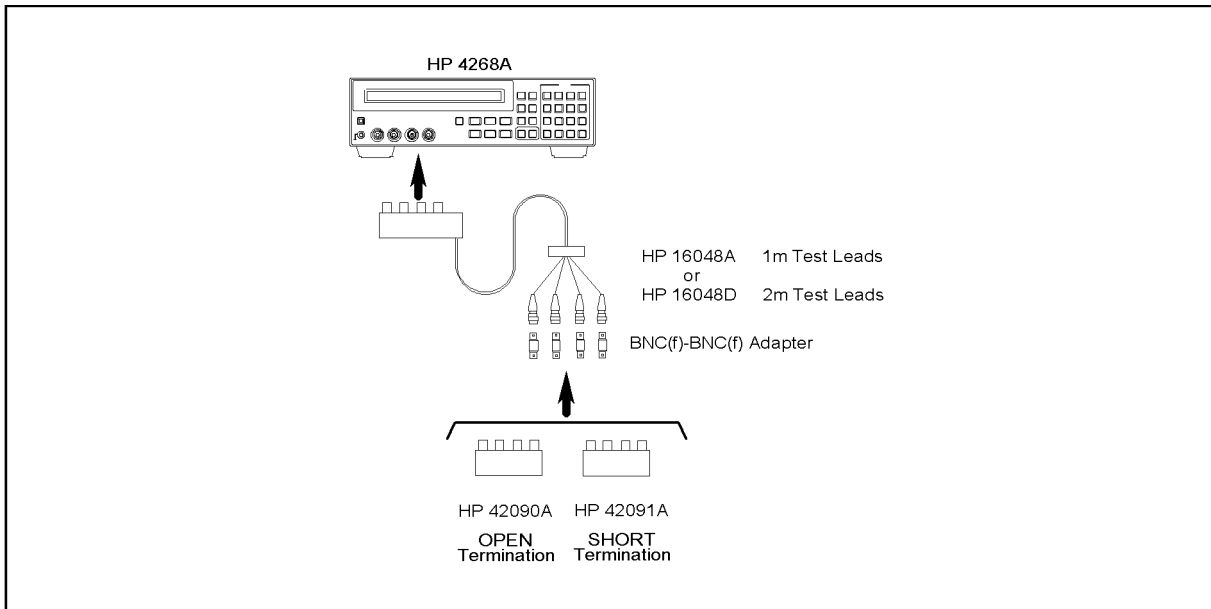 HP 4268A
HP 16048A 1m Test Leads
or
HP 16048D 2m Test Leads
BNC(f)-BNC(f) Adapter
HP 42090A HP 42091A
OPEN SHORT
Termination Termination